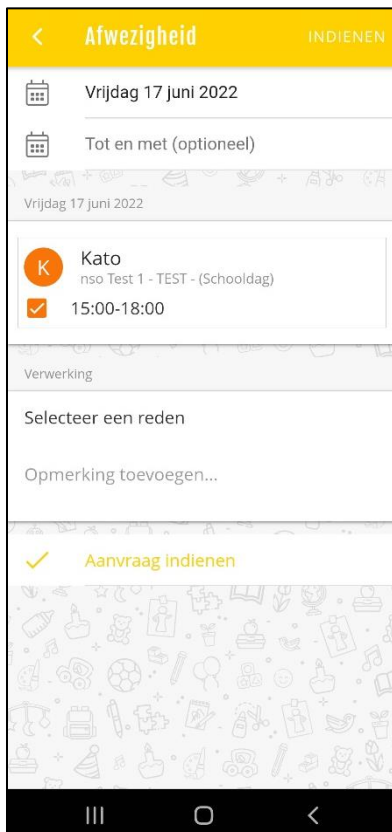 Afwezigheid INDIENEN
Vrijdag 17 juni 2022
Tot en met (optioneel)
Vrijdag 17 juni 2022
K Kato
nso Test 1 - TEST - (Schooldag)
15:00-18:00
Verwerking
Selecteer een reden
Opmerking toevoegen...
Aanvraag indienen